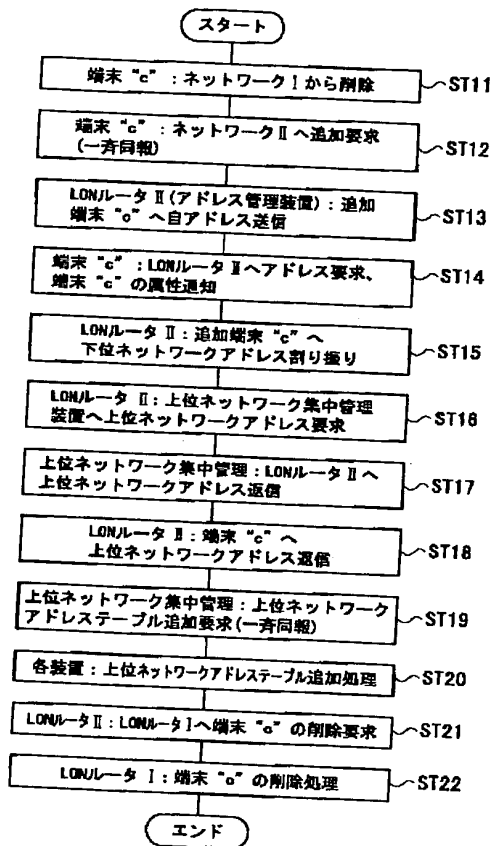 スタート
端末 “c” : ネットワークⅠから削除
ST11
端末 “c” : ネットワークⅡへ追加要求
(一斉同報)
ST12
LONルータⅡ(アドレス管理装置) : 追加
端末 “c” へ自アドレス送信
ST13
端末 “c” : LONルータⅡへアドレス要求、
端末 “c” の属性通知
ST14
LONルータ Ⅱ : 追加端末 “c” へ
下位ネットワークアドレス割り振り
ST15
LONルータ Ⅱ : 上位ネットワーク集中管理
装置へ上位ネットワークアドレス要求
ST16
上位ネットワーク集中管理 : LONルータⅡへ
上位ネットワークアドレス返信
ST17
LONルータ Ⅱ : 端末 “c” へ
上位ネットワークアドレス返信
ST18
上位ネットワーク集中管理 : 上位ネットワーク
アドレステーブル追加要求(一斉同報)
ST19
各装置 : 上位ネットワークアドレステーブル追加処理
ST20
LONルータⅡ : LONルータⅠへ端末 “c” の削除要求
ST21
LONルータ Ⅰ : 端末 “c” の削除処理
ST22
エンド